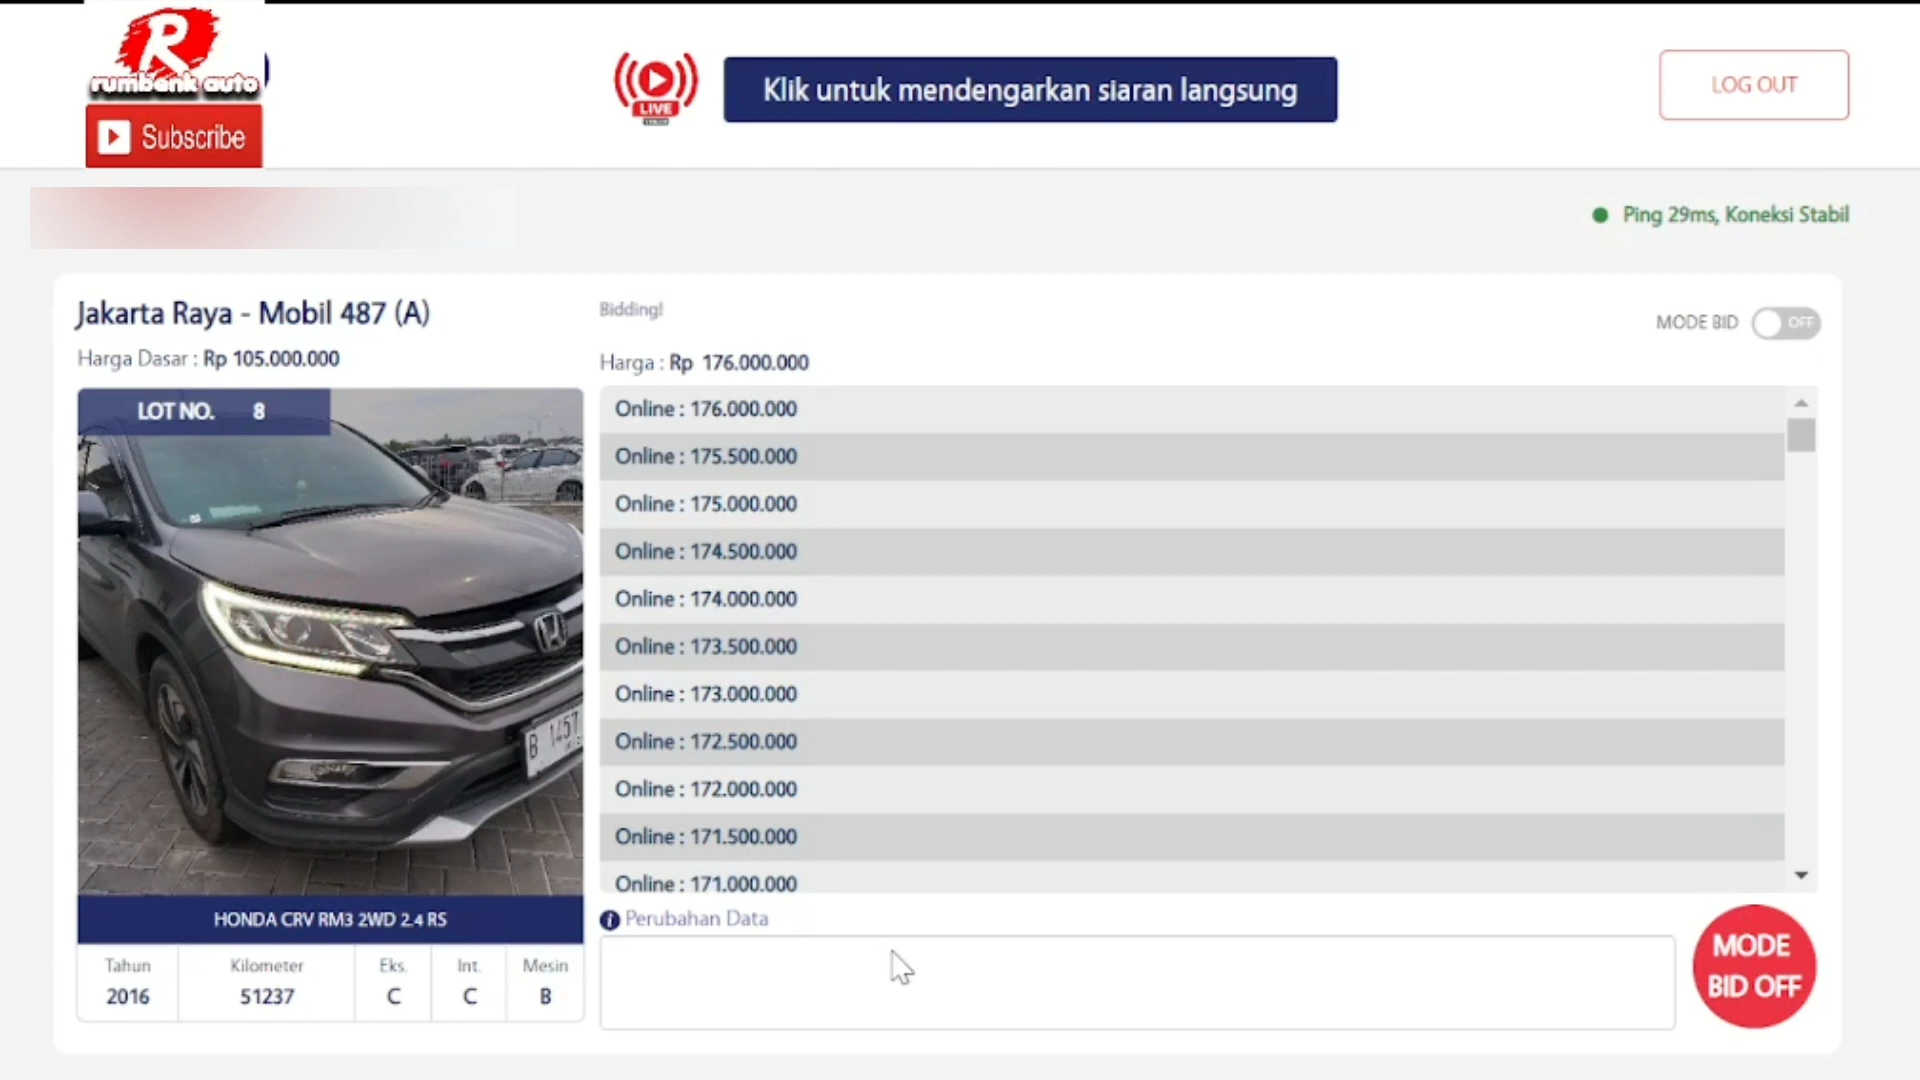 R
rumbank auto
Subscribe
LIVE
Klik untuk mendengarkan siaran langsung
LOG OUT
Ping 29ms, Koneksi Stabil
Jakarta Raya - Mobil 487 (A)
Harga Dasar : Rp 105.000.000
LOT NO. 8
B 1457
HONDA CRV RM3 2WD 2.4 RS
Tahun Kilometer Eks. Int. Mesin
2016 51237 C C B
Bidding!
MODE BID OFF
Harga : Rp 176.000.000
Online : 176.000.000
Online : 175.500.000
Online : 175.000.000
Online : 174.500.000
Online : 174.000.000
Online : 173.500.000
Online : 173.000.000
Online : 172.500.000
Online : 172.000.000
Online : 171.500.000
Online : 171.000.000
Perubahan Data
MODE
BID OFF